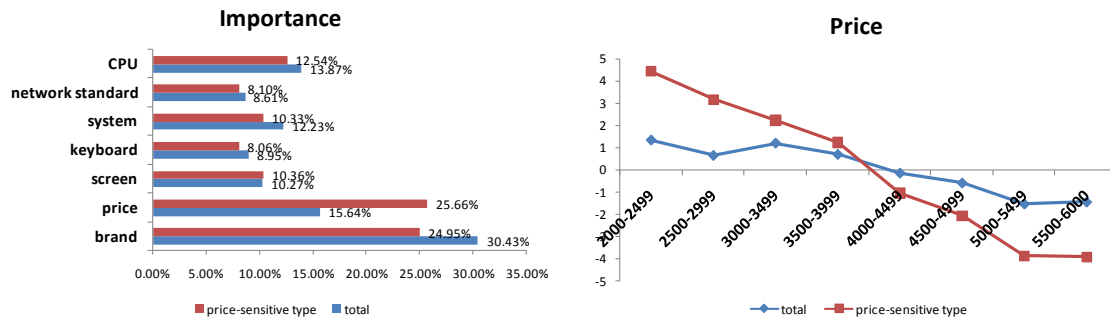 Importance
CPU
12.54%
13.87%
network standard
8.10%
8.61%
system
10.33%
12.23%
keyboard
8.06%
8.95%
screen
10.36%
10.27%
price
25.66%
15.64%
brand
24.95%
30.43%
0.00% 5.00% 10.00% 15.00% 20.00% 25.00% 30.00% 35.00%
price-sensitive type total
Price
5
4
3
2
1
0
-1
-2
-3
-4
-5
2000-2499 2500-2999 3000-3499 3500-3999 4000-4499 4500-4999 5000-5499 5500-6000
total price-sensitive type